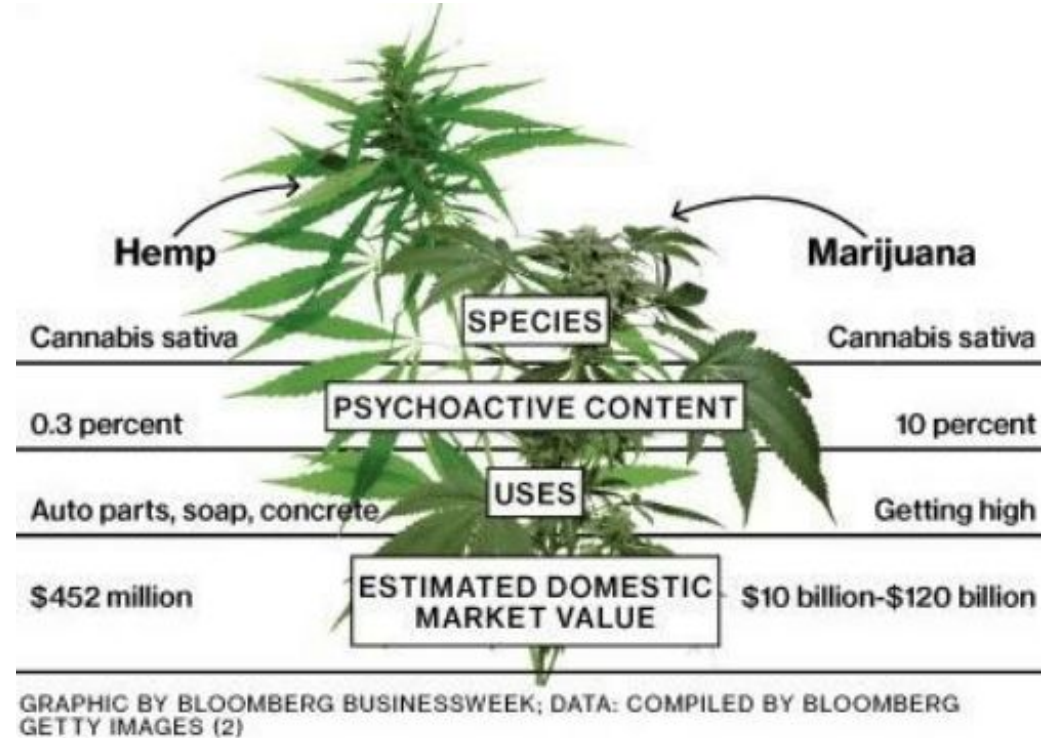 Hemp
Marijuana
SPECIES
Cannabis sativa
Cannabis sativa
PSYCHOACTIVE CONTENT
0.3 percent
10 percent
USES
Auto parts, soap, concrete
Getting high
ESTIMATED DOMESTIC
MARKET VALUE
$452 million
$10 billion-$120 billion
GRAPHIC BY BLOOMBERG BUSINESSWEEK; DATA: COMPILED BY BLOOMBERG
GETTY IMAGES (2)